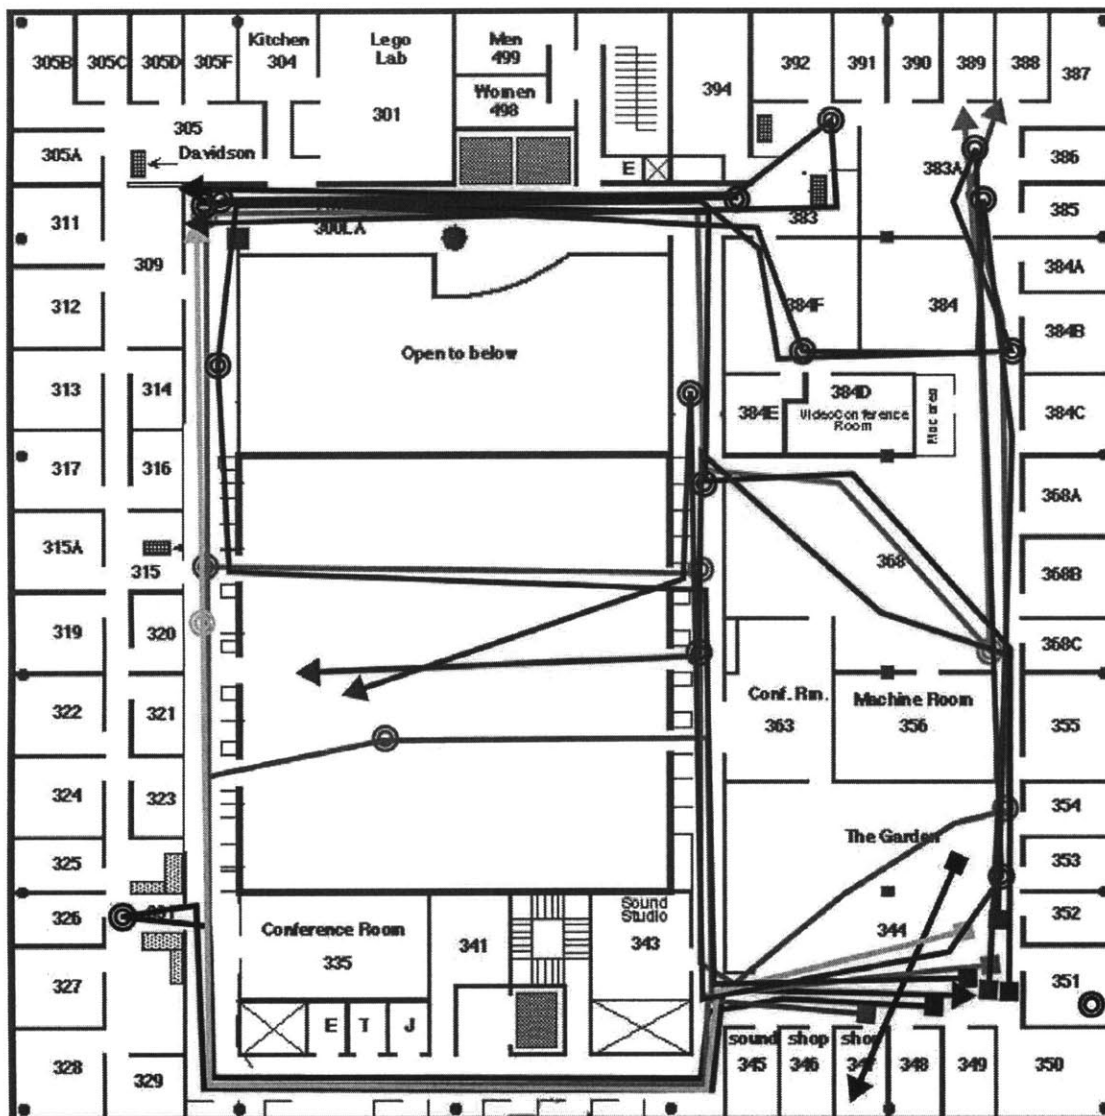 305B 305C 305D 305F
Kitchen
304
Lego
Lab
301
Men
499
Women
498
394
392 391 390 389 388 387
305
Davidson
305A
E
383A
386
311
383
385
309
384A
312
384F
384
384B
Open to below
313
314
384E
384D
VideoConference
Room
384C
317
316
368A
315A
315
368
368B
319
320
368C
322
321
Conf. Rm.
363
Machine Room
356
355
324
323
The Garden
354
325
353
326
Conference Room
335
341
Sound
Studio
343
344
352
327
351
E T J
328
329
sound shop shop
345 346 348 349 350